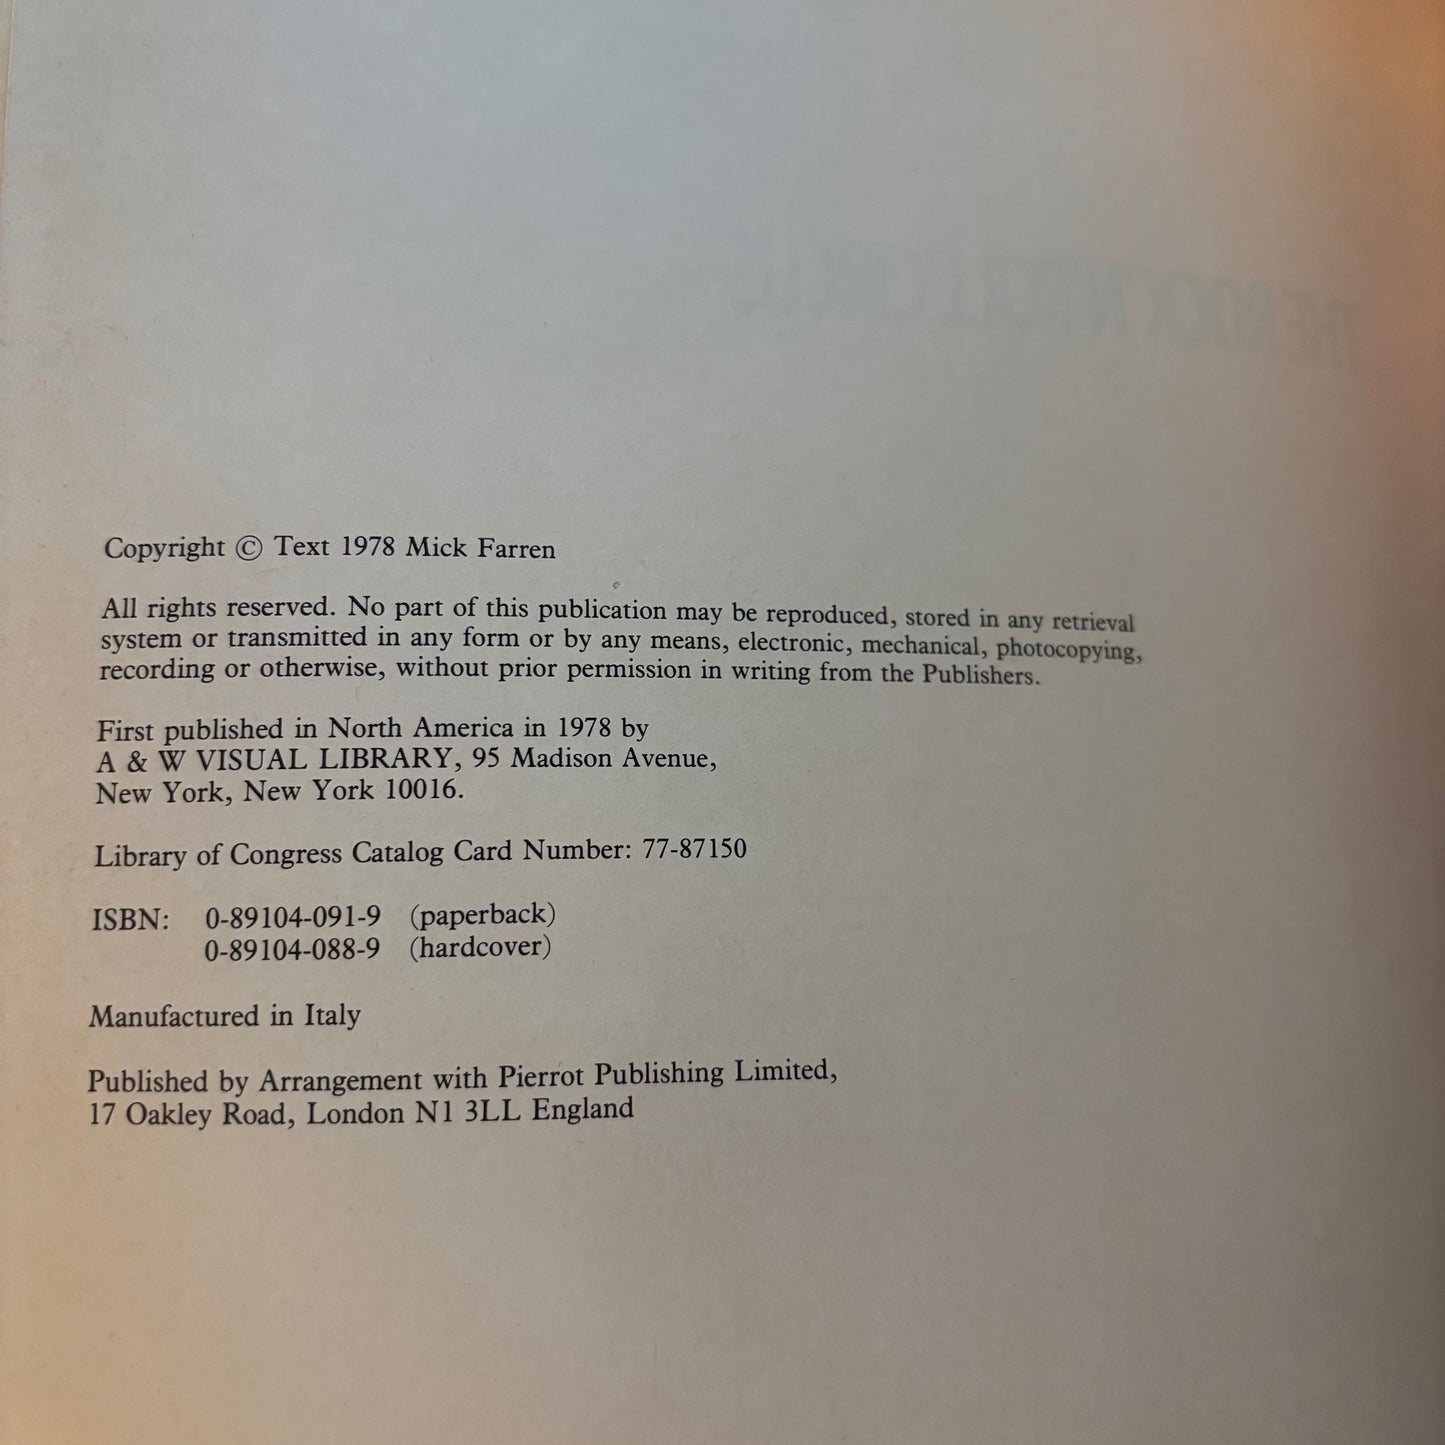 Copyright © Text 1978 Mick Farren
All rights reserved. No part of this publication may be reproduced, stored in any retrieval
system or transmitted in any form or by any means, electronic, mechanical, photocopying,
recording or otherwise, without prior permission in writing from the Publishers.
First published in North America in 1978 by
A & W VISUAL LIBRARY, 95 Madison Avenue,
New York, New York 10016.
Library of Congress Catalog Card Number: 77-87150
ISBN: 0-89104-091-9 (paperback)
0-89104-088-9 (hardcover)
Manufactured in Italy
Published by Arrangement with Pierrot Publishing Limited,
17 Oakley Road, London N1 3LL England